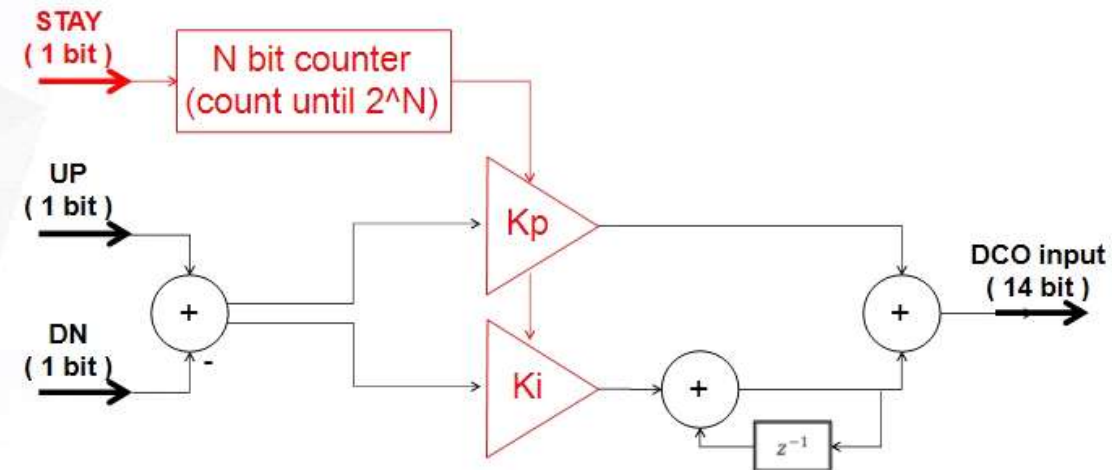 STAY
( 1 bit )
N bit counter
(count until 2^N)
UP
( 1 bit )
Kp
DCO input
( 14 bit )
+
+
DN
( 1 bit )
-
Ki
+
z⁻¹